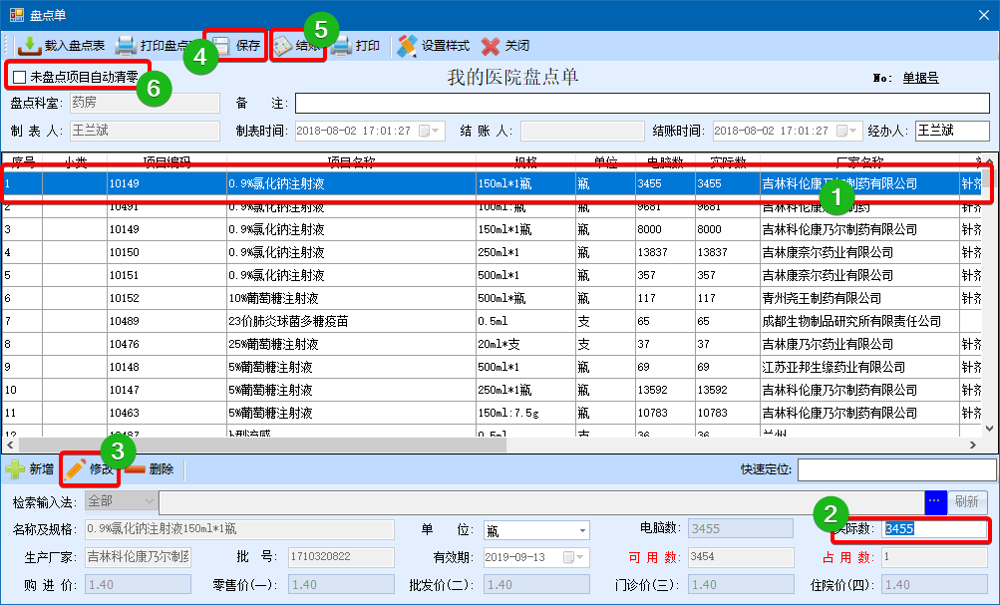 盘点单
载入盘点表 打印盘点 保存 结账 打印 设置样式 关闭
4 5
未盘点项目自动清零 我的医院盘点单 No: 单据号
6
盘点科室: 药房 备 注:
制 表 人: 王兰斌 制表时间: 2018-08-02 17:01:27 结 账 人: 结账时间: 2018-08-02 17:01:27 经办人: 王兰斌
序号 小类 项目编码 项目名称 规格 单位 电脑数 实际数 厂家名称
1 10149 0.9%氯化钠注射液 150ml*1瓶 瓶 3455 3455 吉林科伦康乃尔制药有限公司 针剂
1
2 10491 0.9%氯化钠注射液 100ml:瓶 瓶 9681 9681 吉林科伦康乃尔制药 针剂
3 10149 0.9%氯化钠注射液 150ml*1瓶 瓶 8000 8000 吉林科伦康乃尔制药有限公司 针剂
4 10150 0.9%氯化钠注射液 250ml*1 瓶 13837 13837 吉林康奈尔药业有限公司 针剂
5 10151 0.9%氯化钠注射液 500ml*1 瓶 357 357 吉林康奈尔药业有限公司 针剂
6 10152 10%葡萄糖注射液 500ml*瓶 瓶 117 117 青州尧王制药有限公司 针剂
7 10489 23价肺炎球菌多糖疫苗 0.5ml 支 65 65 成都生物制品研究所有限责任公司
8 10476 25%葡萄糖注射液 20ml*支 支 37 37 吉林康乃尔药业有限公司 针剂
9 10148 5%葡萄糖注射液 500ml*1 瓶 69 69 江苏亚邦生缘药业有限公司 针剂
10 10147 5%葡萄糖注射液 250ml*1瓶 瓶 13592 13592 吉林科伦康乃尔制药有限公司 针剂
11 10463 5%葡萄糖注射液 150ml:7.5g 瓶 10783 10783 吉林科伦康乃尔制药有限公司 针剂
12 10487 b型流感 0.5ml 支 36 36 兰州
3
新增 修改 删除 快速定位:
检索输入法: 全部 ... 刷新
2
名称及规格: 0.9%氯化钠注射液150ml*1瓶 单 位: 瓶 电脑数: 3455 实际数: 3455
生产厂家: 吉林科伦康乃尔制药 批 号: 1710320822 有效期: 2019-09-13 可 用 数: 3454 占 用 数: 1
购 进 价: 1.40 零售价(一): 1.40 批发价(二): 1.40 门诊价(三): 1.40 住院价(四): 1.40